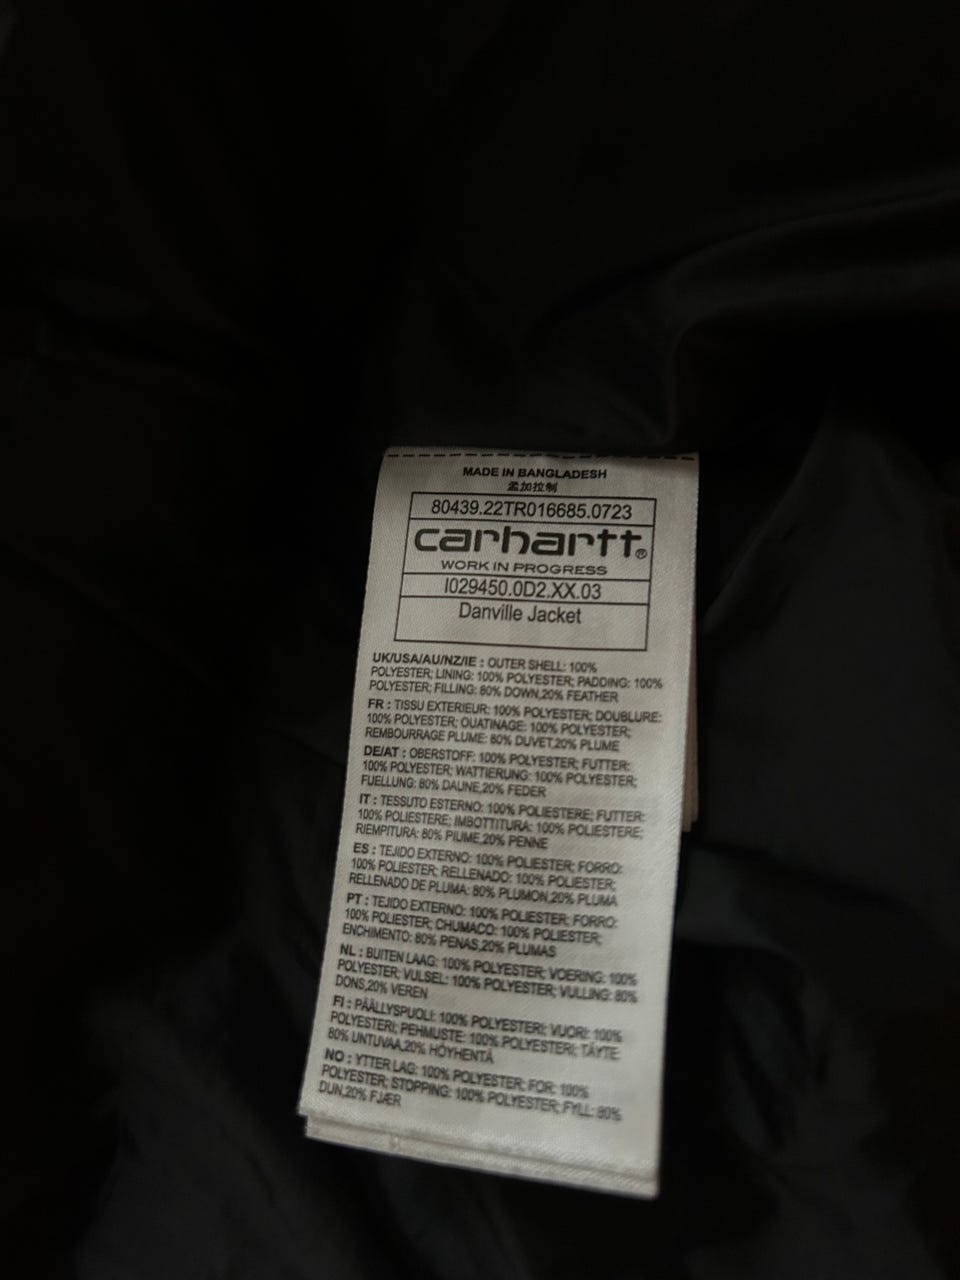 MADE IN BANGLADESH
孟加拉制
80439.22TR016685.0723
carhartt®
WORK IN PROGRESS
I029450.0D2.XX.03
Danville Jacket
UK/USA/AU/NZ/IE : OUTER SHELL: 100%
POLYESTER; LINING: 100% POLYESTER; PADDING: 100%
POLYESTER; FILLING: 80% DOWN,20% FEATHER
FR : TISSU EXTERIEUR: 100% POLYESTER; DOUBLURE:
100% POLYESTER; OUATINAGE: 100% POLYESTER;
REMBOURRAGE PLUME: 80% DUVET,20% PLUME
DE/AT : OBERSTOFF: 100% POLYESTER; FUTTER:
100% POLYESTER; WATTIERUNG: 100% POLYESTER;
FUELLUNG: 80% DAUNE,20% FEDER
IT : TESSUTO ESTERNO: 100% POLIESTERE; FUTTER:
100% POLIESTERE; IMBOTTITURA: 100% POLIESTERE;
RIEMPITURA: 80% PIUME,20% PENNE
ES : TEJIDO EXTERNO: 100% POLIESTER; FORRO:
100% POLIESTER; RELLENADO: 100% POLIESTER;
RELLENADO DE PLUMA: 80% PLUMON,20% PLUMA
PT : TEJIDO EXTERNO: 100% POLIESTER; FORRO:
100% POLIESTER; CHUMACO: 100% POLIESTER;
ENCHIMENTO: 80% PENAS,20% PLUMAS
NL : BUITEN LAAG: 100% POLYESTER; VOERING: 100%
POLYESTER; VULSEL: 100% POLYESTER; VULLING: 80%
DONS,20% VEREN
FI : PÄÄLLYSPUOLI: 100% POLYESTERI; VUORI: 100%
POLYESTERI; PEHMUSTE: 100% POLYESTERI; TÄYTE:
80% UNTUVAA,20% HÖYHENTÄ
NO : YTTER LAG: 100% POLYESTER; FOR: 100%
POLYESTER; STOPPING: 100% POLYESTER; FYLL: 80%
DUN,20% FJÆR